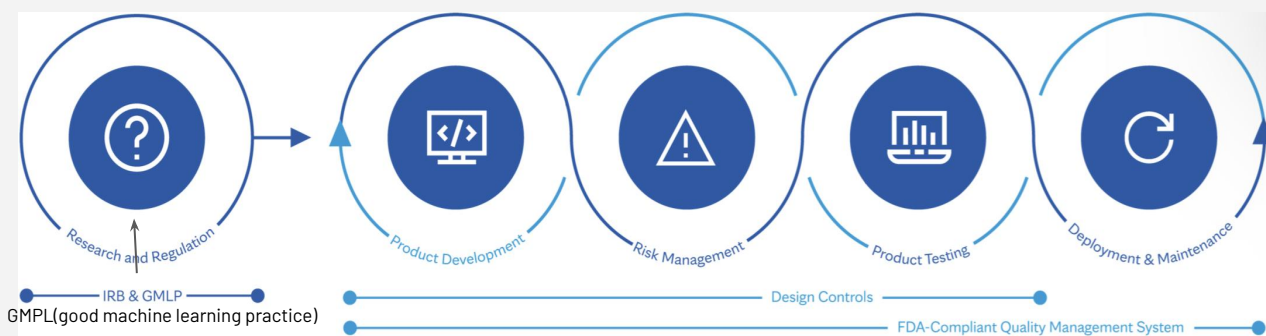 Research and Regulation
Product Development
Risk Management
Product Testing
Deployment & Maintenance
IRB & GMLP
Design Controls
GMPL(good machine learning practice)
FDA-Compliant Quality Management System